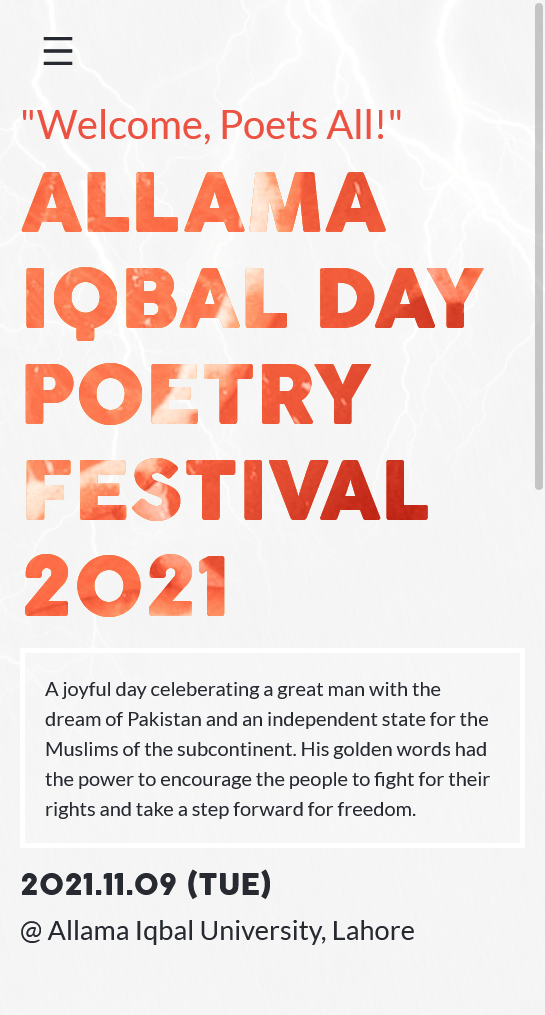 "Welcome, Poets All!"
ALLAMA
IQBAL DAY
POETRY
FESTIVAL
2021
A joyful day celeberating a great man with the
dream of Pakistan and an independent state for the
Muslims of the subcontinent. His golden words had
the power to encourage the people to fight for their
rights and take a step forward for freedom.
2021.11.09 (TUE)
@ Allama Iqbal University, Lahore